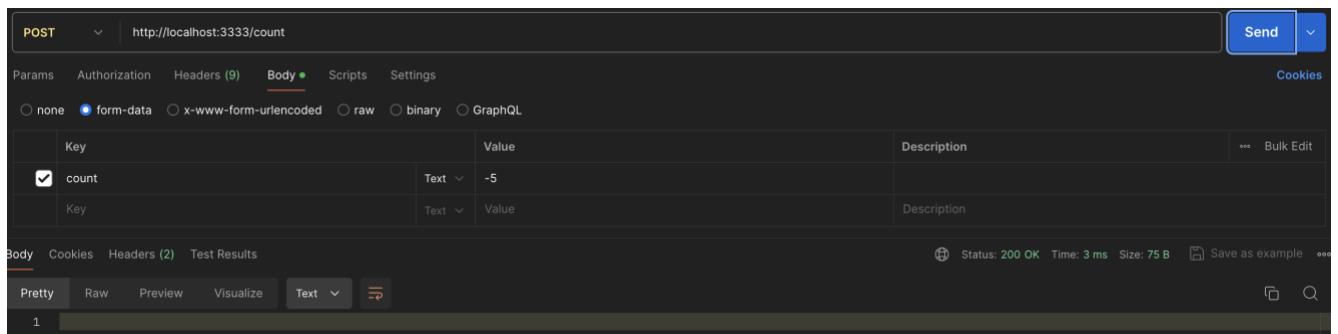 POST http://localhost:3333/count Send
Params Authorization Headers (9) Body Scripts Settings Cookies
none form-data x-www-form-urlencoded raw binary GraphQL
Key Value Description ooo Bulk Edit
count Text -5
Key Text Value Description
Body Cookies Headers (2) Test Results Status: 200 OK Time: 3 ms Size: 75 B Save as example ooo
Pretty Raw Preview Visualize Text
1